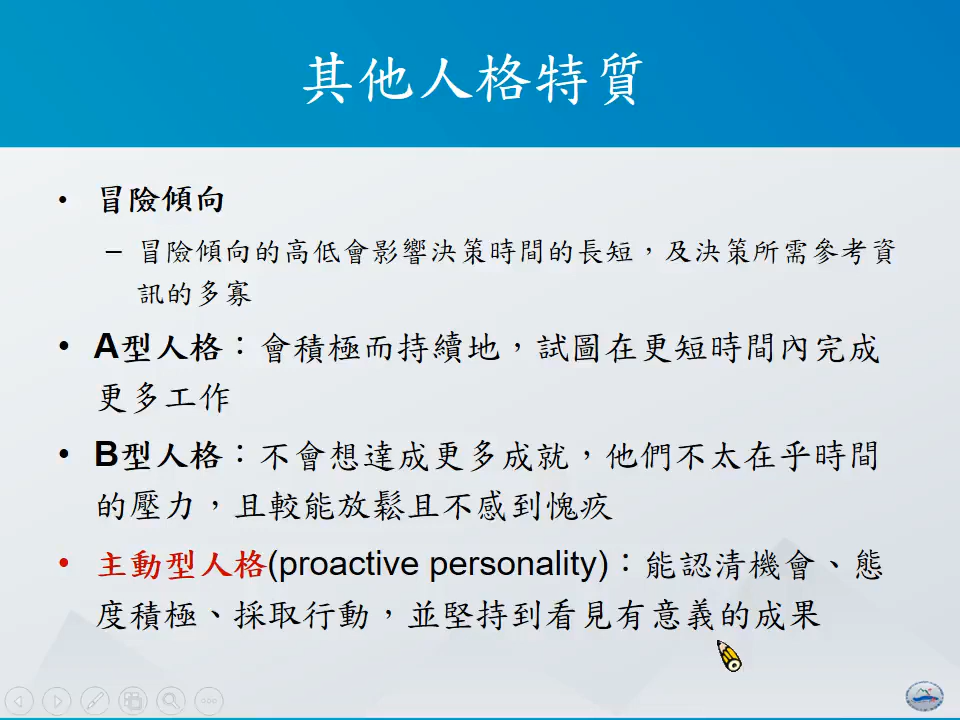 其他人格特質
• 冒險傾向
– 冒險傾向的高低會影響決策時間的長短，及決策所需參考資
訊的多寡
• A型人格：會積極而持續地，試圖在更短時間內完成
更多工作
• B型人格：不會想達成更多成就，他們不太在乎時間
的壓力，且較能放鬆且不感到愧疚
• 主動型人格(proactive personality)：能認清機會、態
度積極、採取行動，並堅持到看見有意義的成果